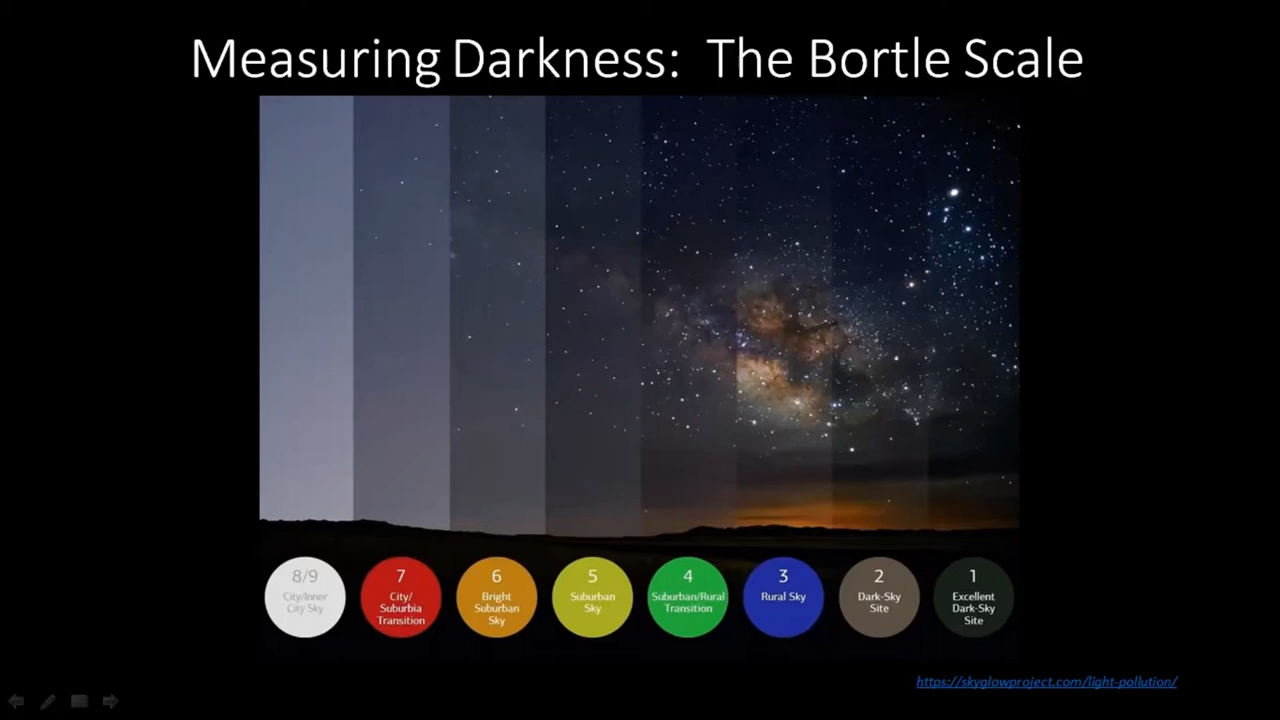 Measuring Darkness: The Bortle Scale
8/9
City/Inner
City Sky
7
City/
Suburbia
Transition
6
Bright
Suburban
Sky
5
Suburban
Sky
4
Suburban/Rural
Transition
3
Rural Sky
2
Dark-Sky
Site
1
Excellent
Dark-Sky
Site
https://skyglowproject.com/light-pollution/